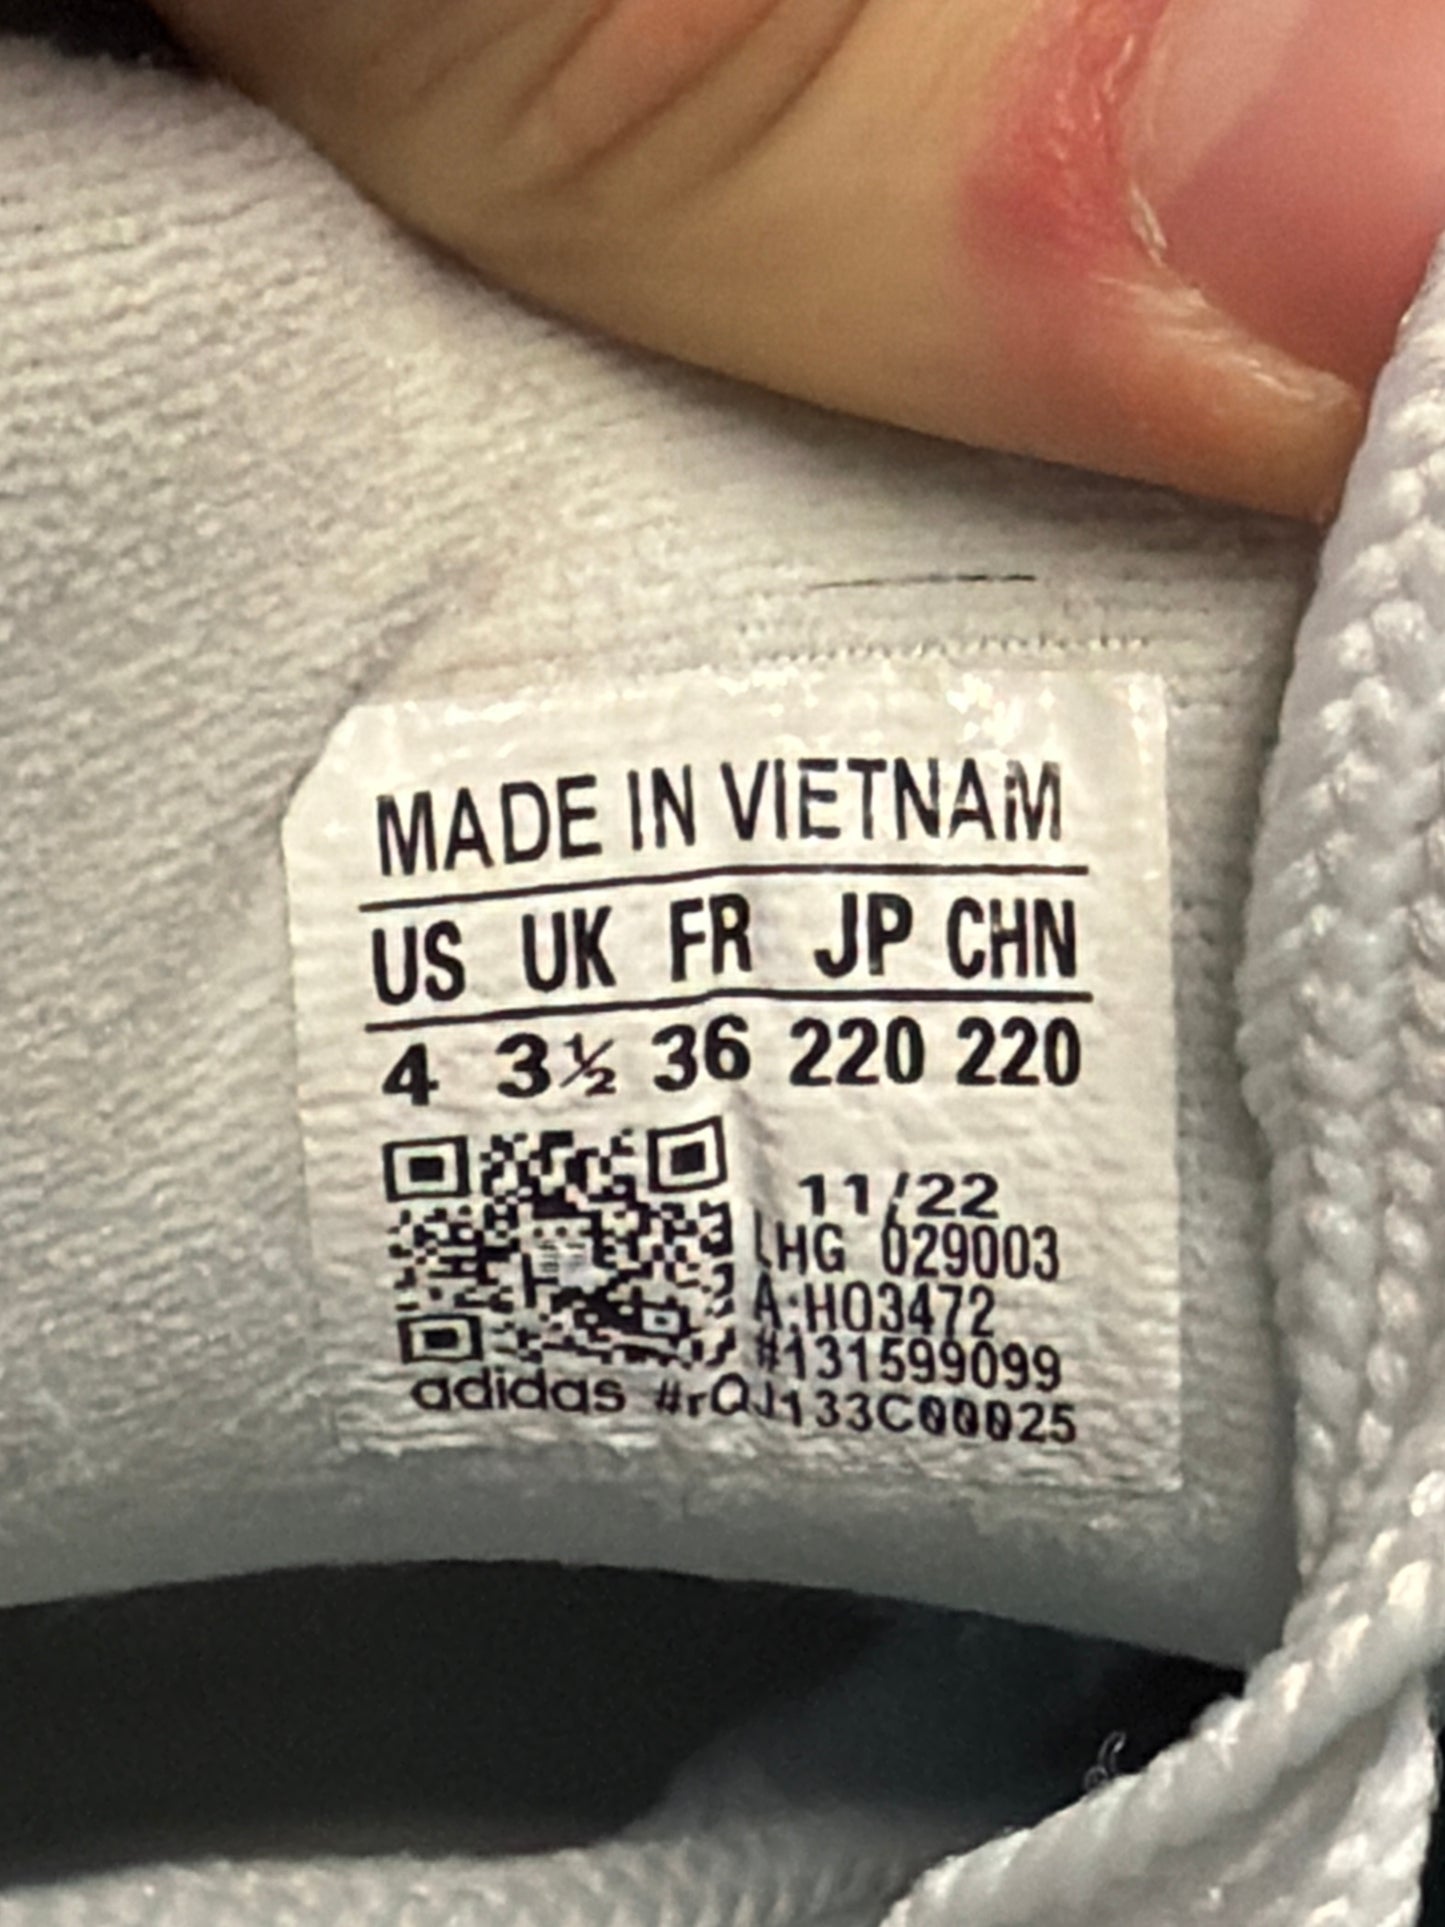 MADE IN VIETNAM
US UK FR JP CHN
4 3½ 36 220 220
11/22
LHG 029003
A:HQ3472
#131599099
adidas #rQJ133C00025